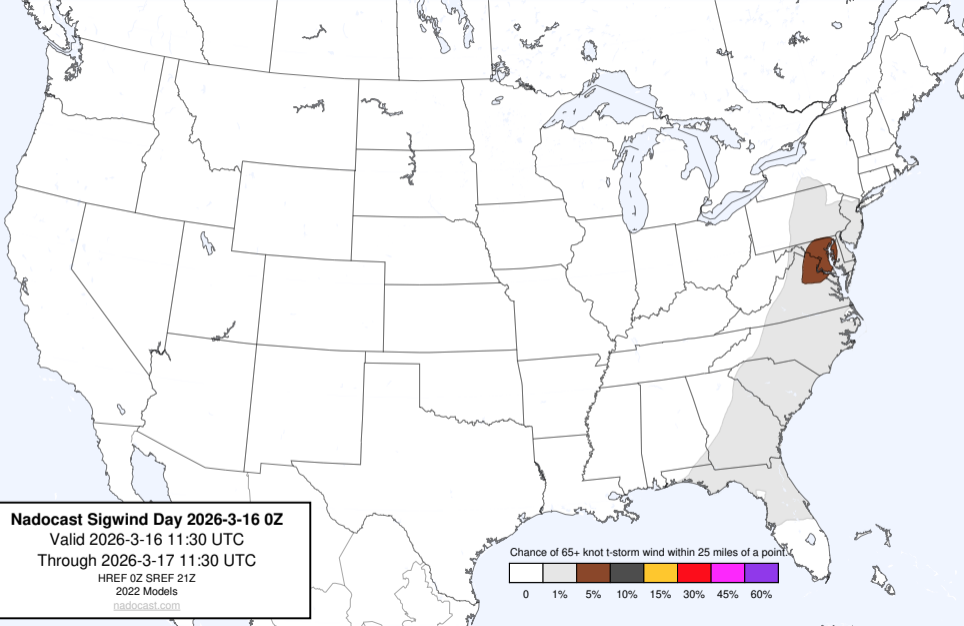 Nadocast Sigwind Day 2026-3-16 0Z
Valid 2026-3-16 11:30 UTC
Through 2026-3-17 11:30 UTC
HREF 0Z SREF 21Z
2022 Models
nadocast.com
Chance of 65+ knot t-storm wind within 25 miles of a point.
0 1% 5% 10% 15% 30% 45% 60%